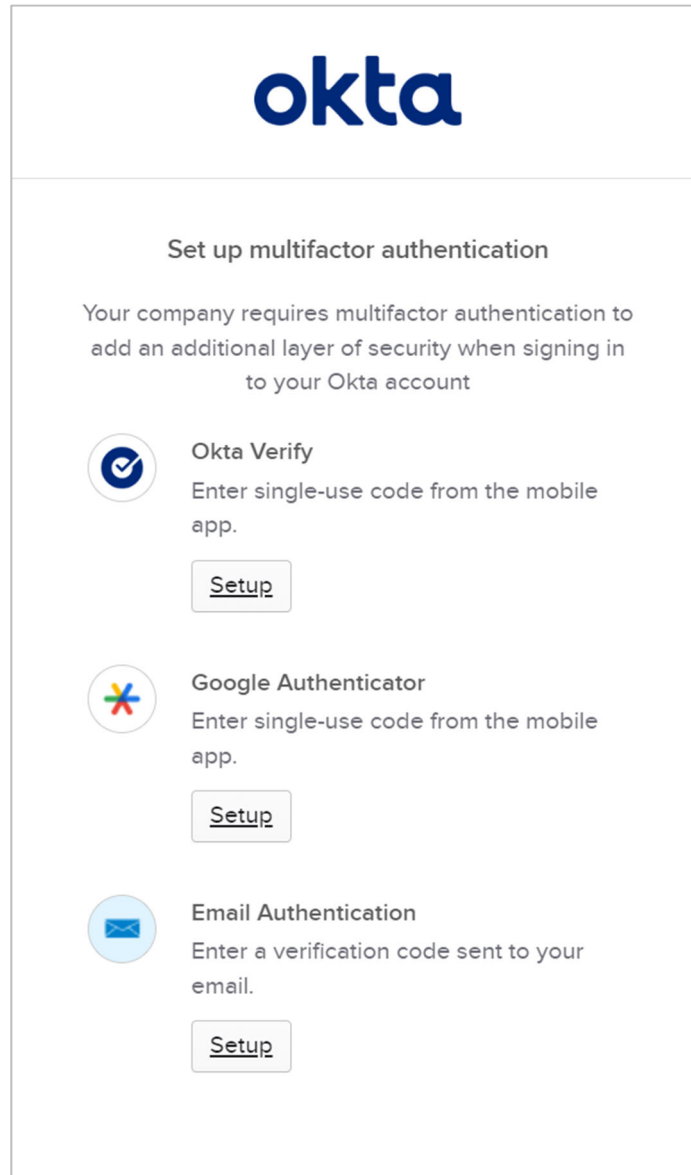 okta
Set up multifactor authentication
Your company requires multifactor authentication to
add an additional layer of security when signing in
to your Okta account
Okta Verify
Enter single-use code from the mobile
app.
Setup
Google Authenticator
Enter single-use code from the mobile
app.
Setup
Email Authentication
Enter a verification code sent to your
email.
Setup